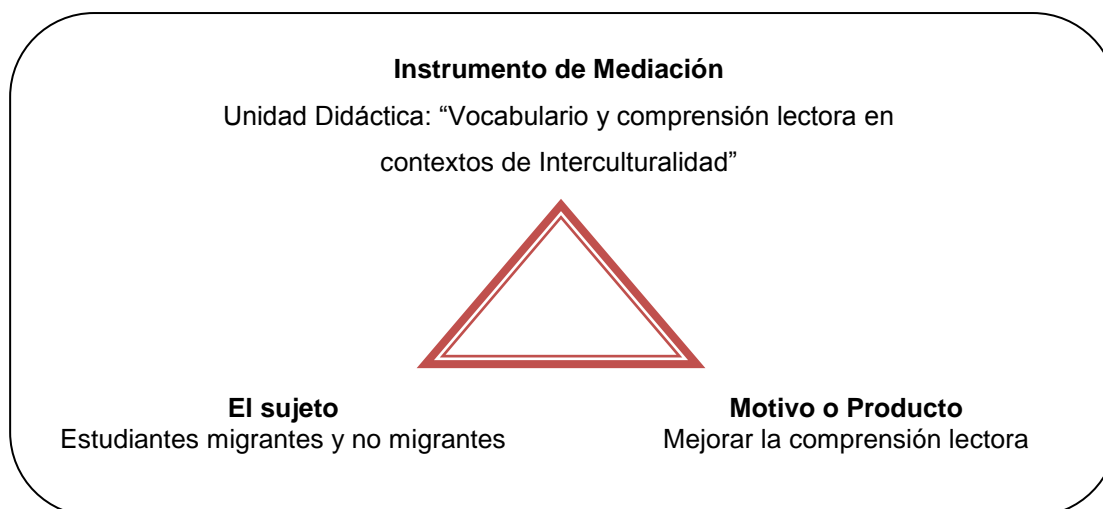 Instrumento de Mediación
Unidad Didáctica: “Vocabulario y comprensión lectora en
contextos de Interculturalidad”
El sujeto
Estudiantes migrantes y no migrantes
Motivo o Producto
Mejorar la comprensión lectora